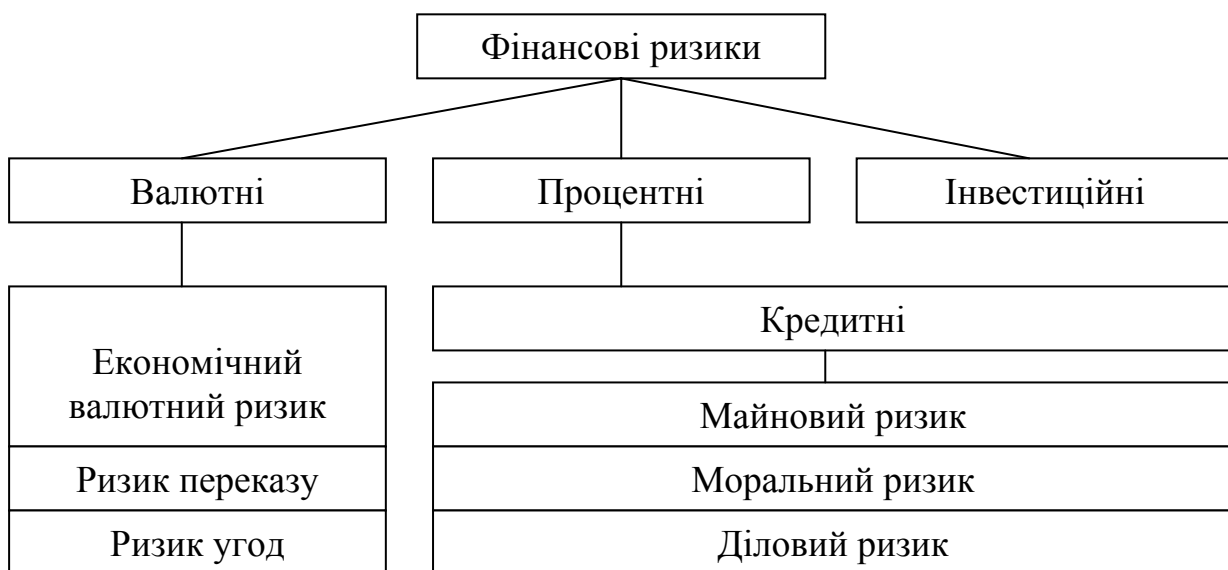 Фінансові ризики
Валютні
Процентні
Інвестиційні
Економічний
валютний ризик
Ризик переказу
Ризик угод
Кредитні
Майновий ризик
Моральний ризик
Діловий ризик